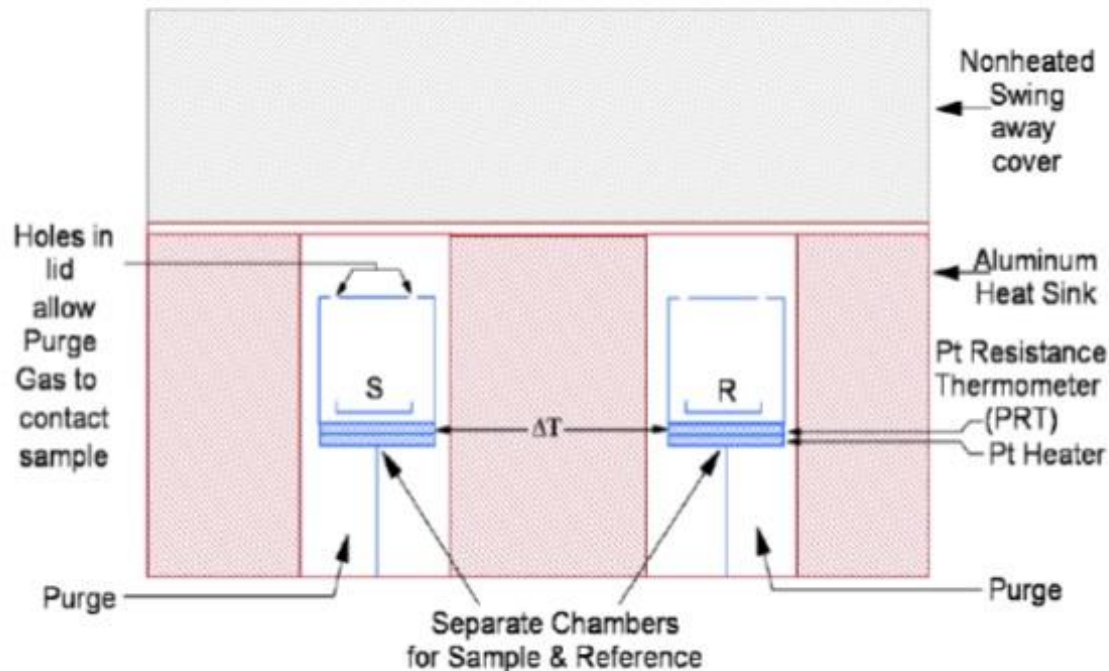 Nonheated
Swing
away
cover
Holes in
lid
allow
Purge
Gas to
contact
sample
Aluminum
Heat Sink
Pt Resistance
Thermometer
(PRT)
Pt Heater
S
R
ΔT
Purge
Purge
Separate Chambers
for Sample & Reference